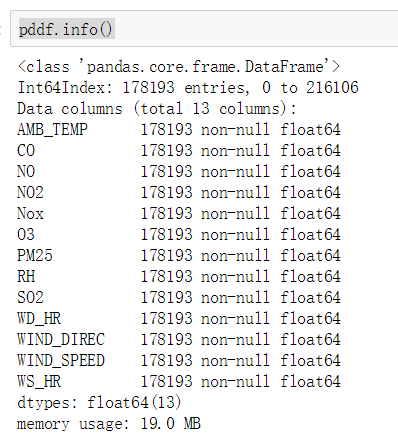 pddf.info()
<class 'pandas.core.frame.DataFrame'>
Int64Index: 178193 entries, 0 to 216106
Data columns (total 13 columns):
AMB_TEMP      178193 non-null float64
CO            178193 non-null float64
NO            178193 non-null float64
NO2           178193 non-null float64
Nox           178193 non-null float64
O3            178193 non-null float64
PM25          178193 non-null float64
RH            178193 non-null float64
SO2           178193 non-null float64
WD_HR         178193 non-null float64
WIND_DIREC    178193 non-null float64
WIND_SPEED    178193 non-null float64
WS_HR         178193 non-null float64
dtypes: float64(13)
memory usage: 19.0 MB